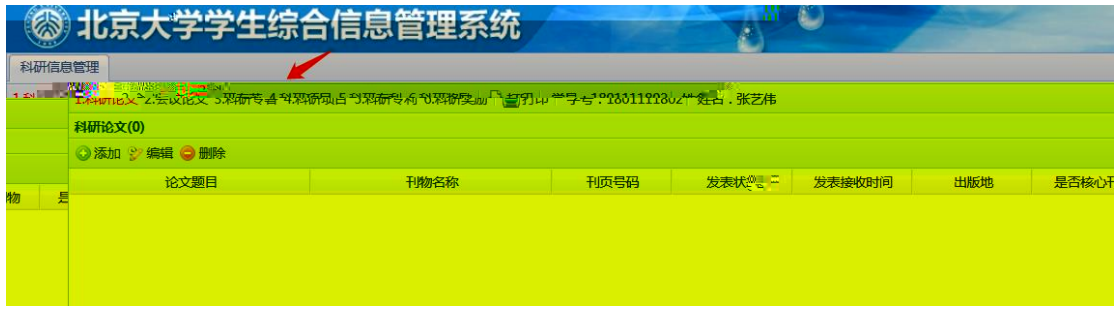 北京大学学生综合信息管理系统
科研信息管理
1.科研论文 2.会议论文 3.科研专著 4.科研项目 5.科研专利 6.科研奖励 打印 学号: 姓名: 张艺伟
科研论文(0)
添加 编辑 删除
物 是 论文题目 刊物名称 刊页号码 发表状 发表接收时间 出版地 是否核心刊